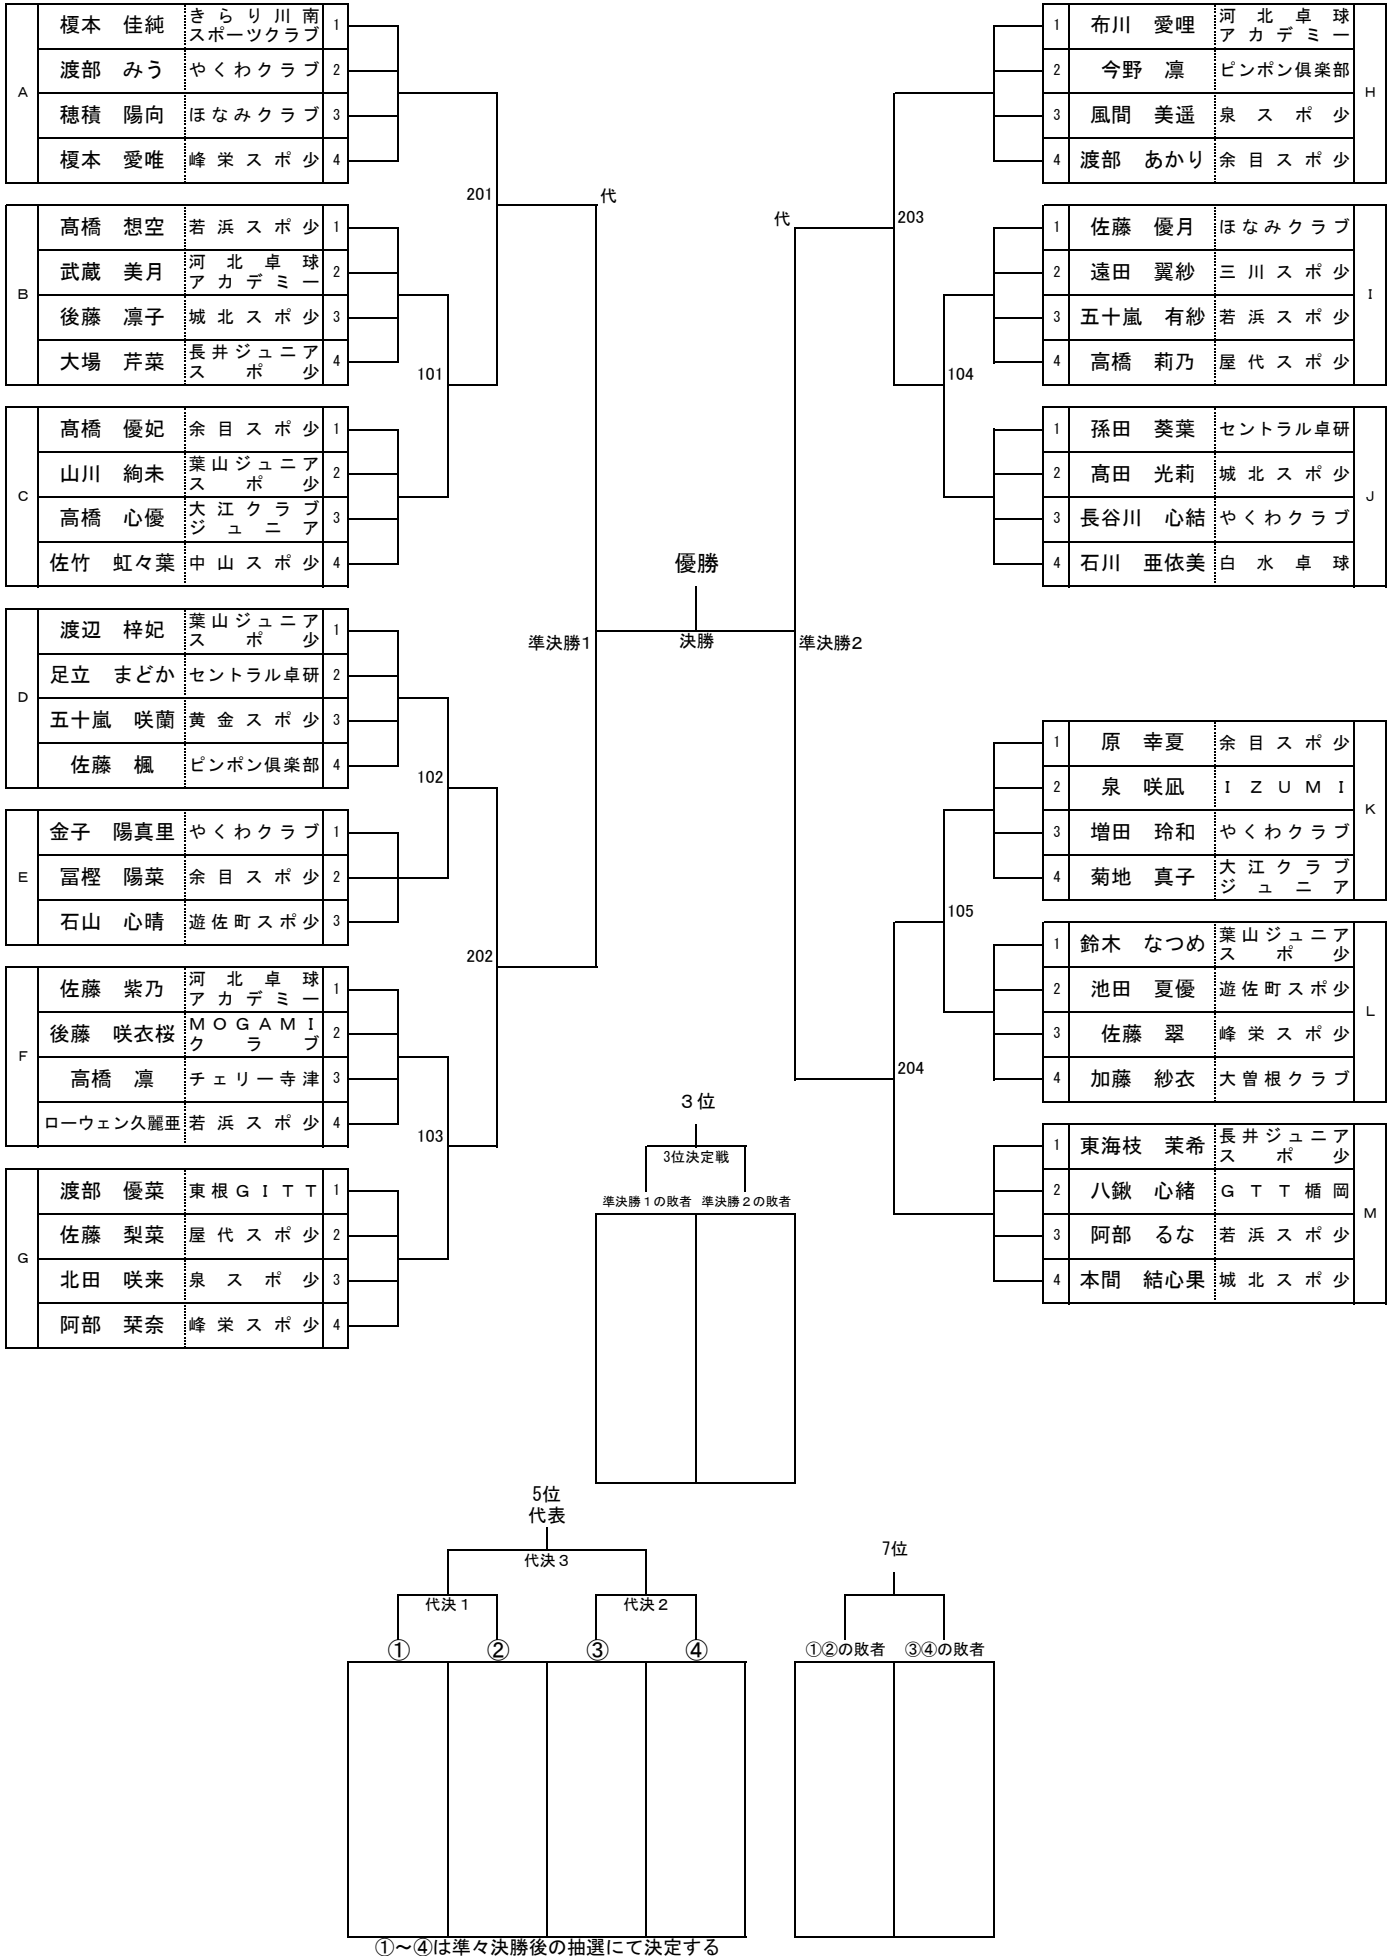 A
榎本 佳純 きらり川南スポーツクラブ 1
渡部 みう やくわクラブ 2
穂積 陽向 ほなみクラブ 3
榎本 愛唯 峰栄スポ少 4
B
髙橋 想空 若浜スポ少 1
武蔵 美月 河北卓球アカデミー 2
後藤 凛子 城北スポ少 3
大場 芹菜 長井ジュニアスポ少 4
C
髙橋 優妃 余目スポ少 1
山川 絢未 葉山ジュニアスポ少 2
高橋 心優 大江クラブジュニア 3
佐竹 虹々葉 中山スポ少 4
D
渡辺 梓妃 葉山ジュニアスポ少 1
足立 まどか セントラル卓研 2
五十嵐 咲蘭 黄金スポ少 3
佐藤 楓 ピンポン倶楽部 4
E
金子 陽真里 やくわクラブ 1
冨樫 陽菜 余目スポ少 2
石山 心晴 遊佐町スポ少 3
F
佐藤 紫乃 河北卓球アカデミー 1
後藤 咲衣桜 MOGAMIクラブ 2
高橋 凛 チェリー寺津 3
ローウェン久麗亜 若浜スポ少 4
G
渡部 優菜 東根GITT 1
佐藤 梨菜 屋代スポ少 2
北田 咲来 泉スポ少 3
阿部 栞奈 峰栄スポ少 4
101
102
103
201
202
代
準決勝1
優勝
決勝
準決勝2
代
203
204
104
105
H
1 布川 愛哩 河北卓球アカデミー
2 今野 凛 ピンポン倶楽部
3 風間 美遥 泉スポ少
4 渡部 あかり 余目スポ少
I
1 佐藤 優月 ほなみクラブ
2 遠田 翼紗 三川スポ少
3 五十嵐 有紗 若浜スポ少
4 高橋 莉乃 屋代スポ少
J
1 孫田 葵葉 セントラル卓研
2 髙田 光莉 城北スポ少
3 長谷川 心結 やくわクラブ
4 石川 亜依美 白水卓球
K
1 原 幸夏 余目スポ少
2 泉 咲凪 IZUMI
3 増田 玲和 やくわクラブ
4 菊地 真子 大江クラブジュニア
L
1 鈴木 なつめ 葉山ジュニアスポ少
2 池田 夏優 遊佐町スポ少
3 佐藤 翠 峰栄スポ少
4 加藤 紗衣 大曽根クラブ
M
1 東海枝 茉希 長井ジュニアスポ少
2 八鍬 心緒 GTT楯岡
3 阿部 るな 若浜スポ少
4 本間 結心果 城北スポ少
3位
3位決定戦
準決勝1の敗者 準決勝2の敗者
5位
代表
代決3
代決1 代決2
① ② ③ ④
7位
①②の敗者 ③④の敗者
①～④は準々決勝後の抽選にて決定する